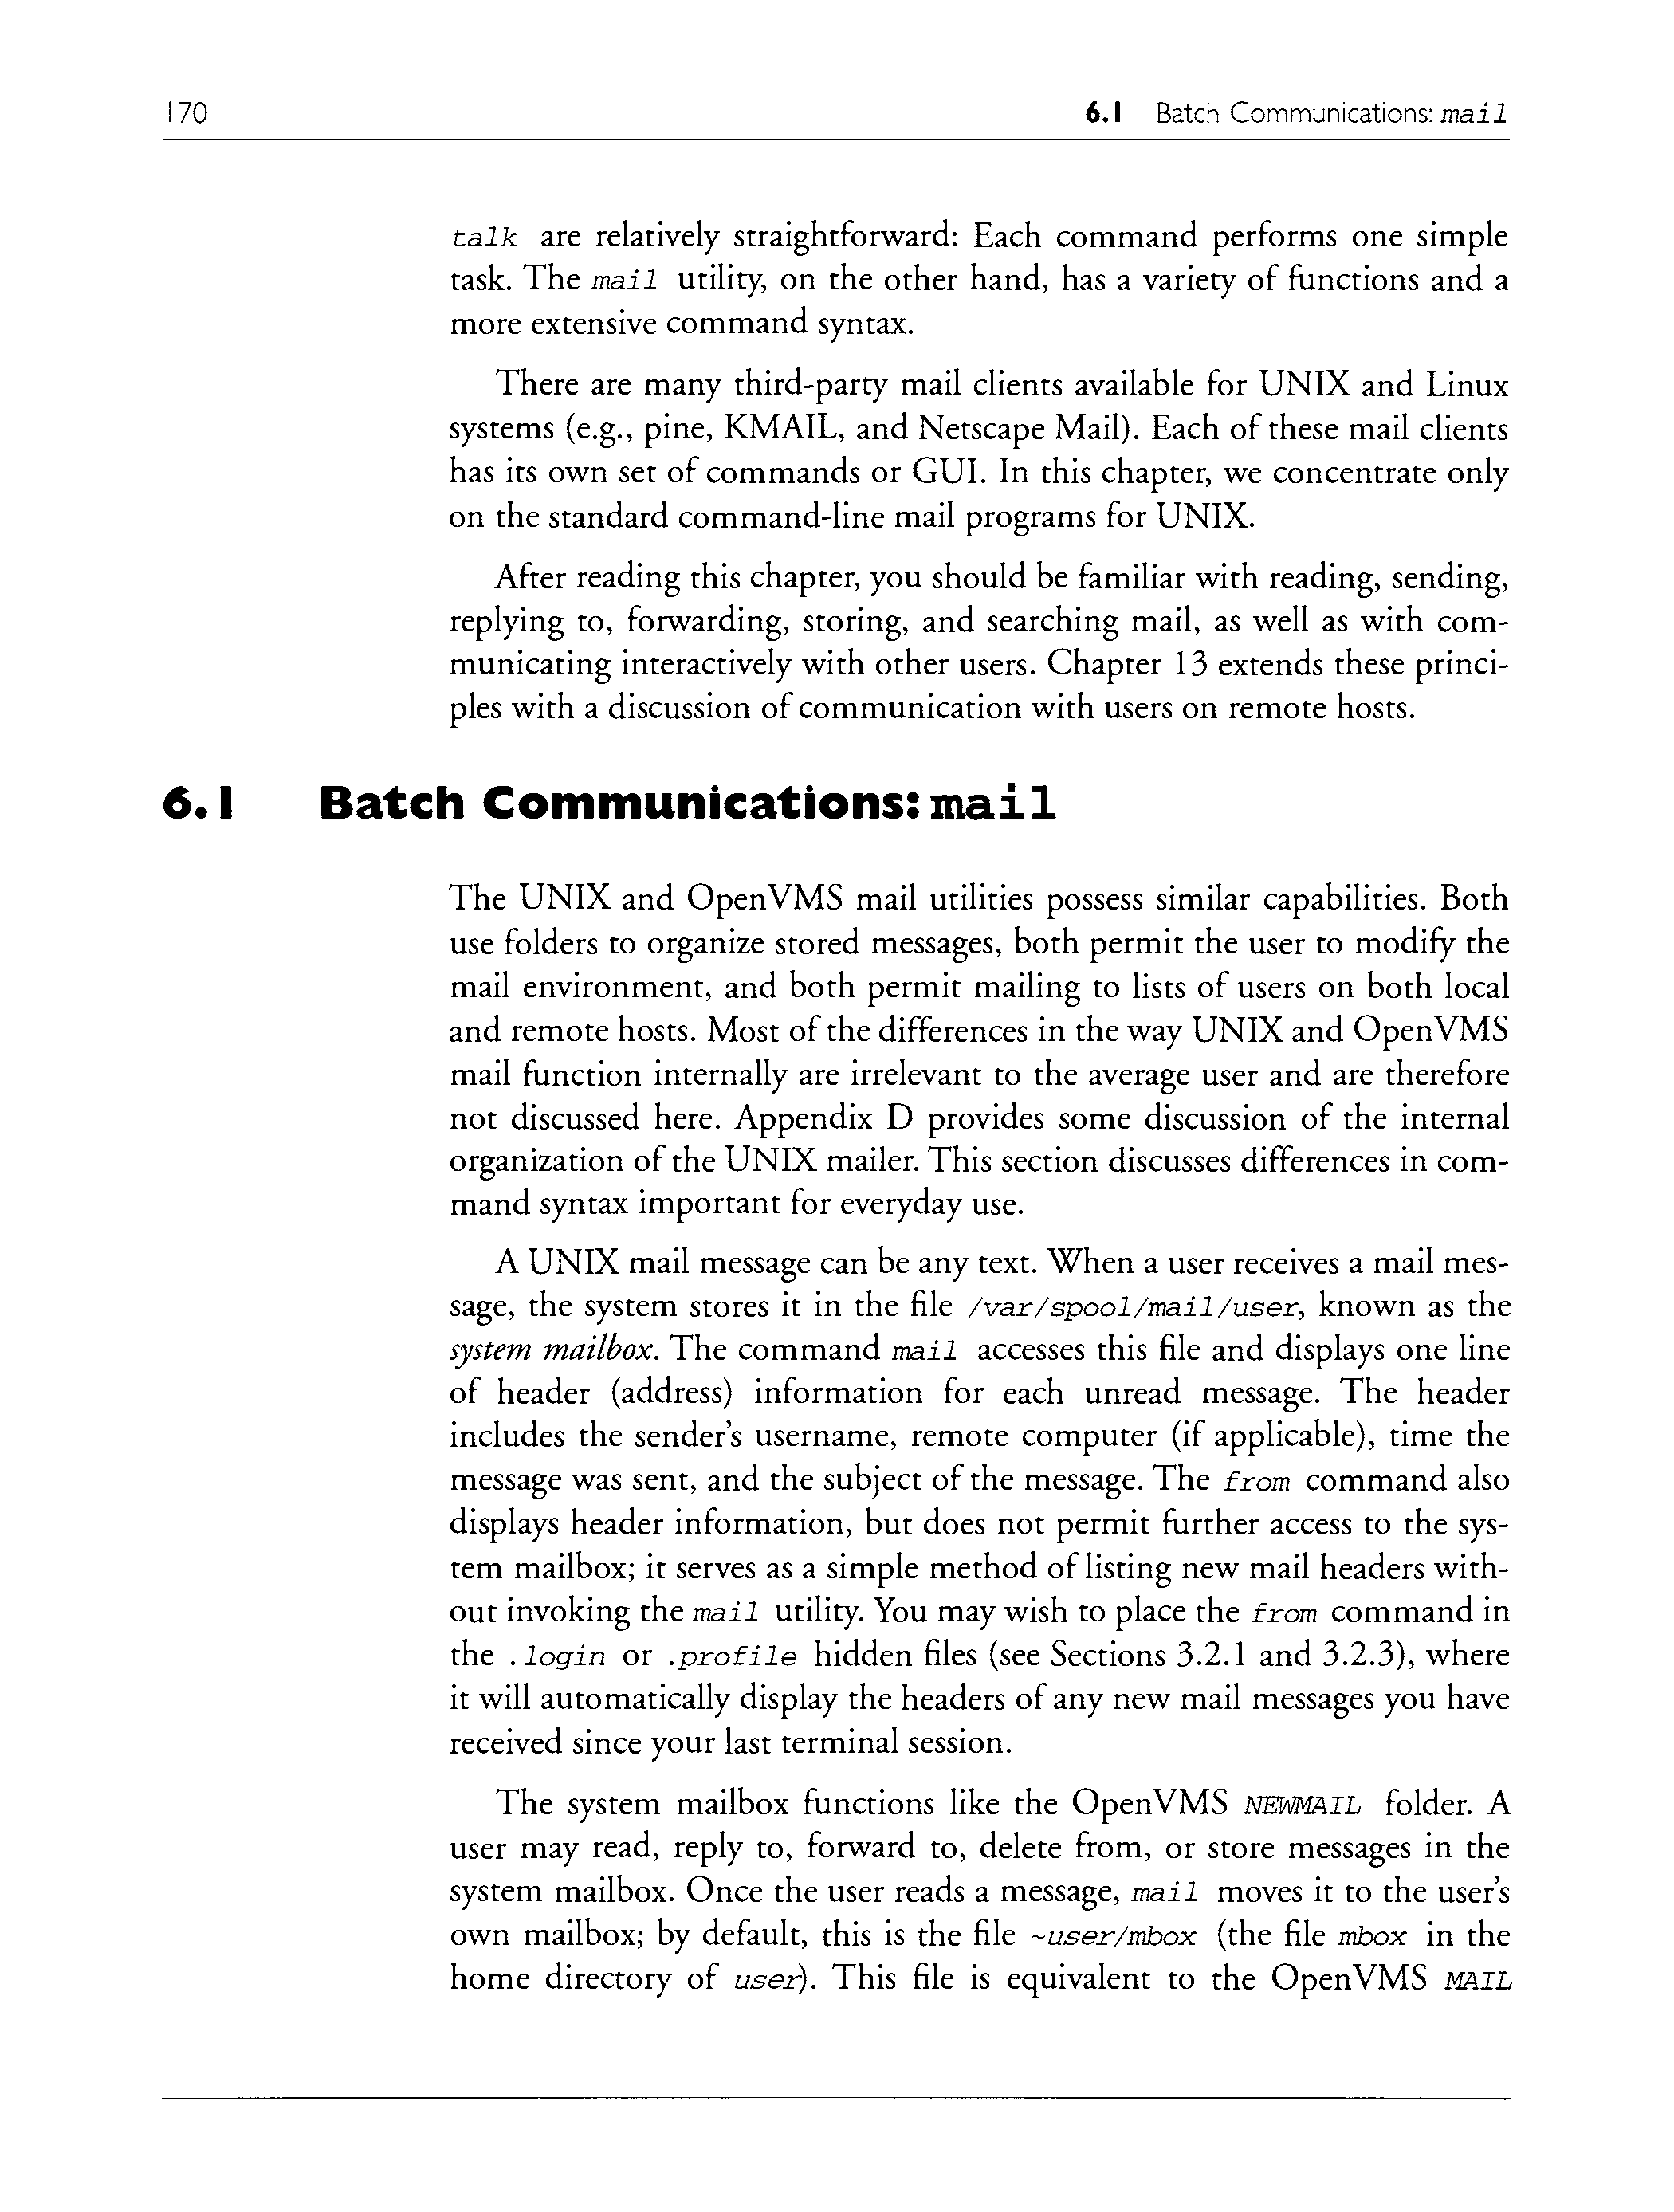 170
6.1 Batch Communications: mail
talk are relatively straightforward: Each command performs one simple
task. The mail utility, on the other hand, has a variety of functions and a
more extensive command syntax.
There are many third-party mail clients available for UNIX and Linux
systems (e.g., pine, KMAIL, and Netscape Mail). Each of these mail clients
has its own set of commands or GUI. In this chapter, we concentrate only
on the standard command-line mail programs for UNIX.
After reading this chapter, you should be familiar with reading, sending,
replying to, forwarding, storing, and searching mail, as well as with com-
municating interactively with other users. Chapter 13 extends these princi-
ples with a discussion of communication with users on remote hosts.
6.1 Batch Communications: mail
The UNIX and OpenVMS mail utilities possess similar capabilities. Both
use folders to organize stored messages, both permit the user to modify the
mail environment, and both permit mailing to lists of users on both local
and remote hosts. Most of the differences in the way UNIX and OpenVMS
mail function internally are irrelevant to the average user and are therefore
not discussed here. Appendix D provides some discussion of the internal
organization of the UNIX mailer. This section discusses differences in com-
mand syntax important for everyday use.
A UNIX mail message can be any text. When a user receives a mail mes-
sage, the system stores it in the file /var/spool/mail/user, known as the
system mailbox. The command mail accesses this file and displays one line
of header (address) information for each unread message. The header
includes the sender's username, remote computer (if applicable), time the
message was sent, and the subject of the message. The from command also
displays header information, but does not permit further access to the sys-
tem mailbox; it serves as a simple method of listing new mail headers with-
out invoking the mail utility. You may wish to place the from command in
the .login or .profile hidden files (see Sections 3.2.1 and 3.2.3), where
it will automatically display the headers of any new mail messages you have
received since your last terminal session.
The system mailbox functions like the OpenVMS NEWMAIL folder. A
user may read, reply to, forward to, delete from, or store messages in the
system mailbox. Once the user reads a message, mail moves it to the user's
own mailbox; by default, this is the file ~user/mbox (the file mbox in the
home directory of user). This file is equivalent to the OpenVMS MAIL